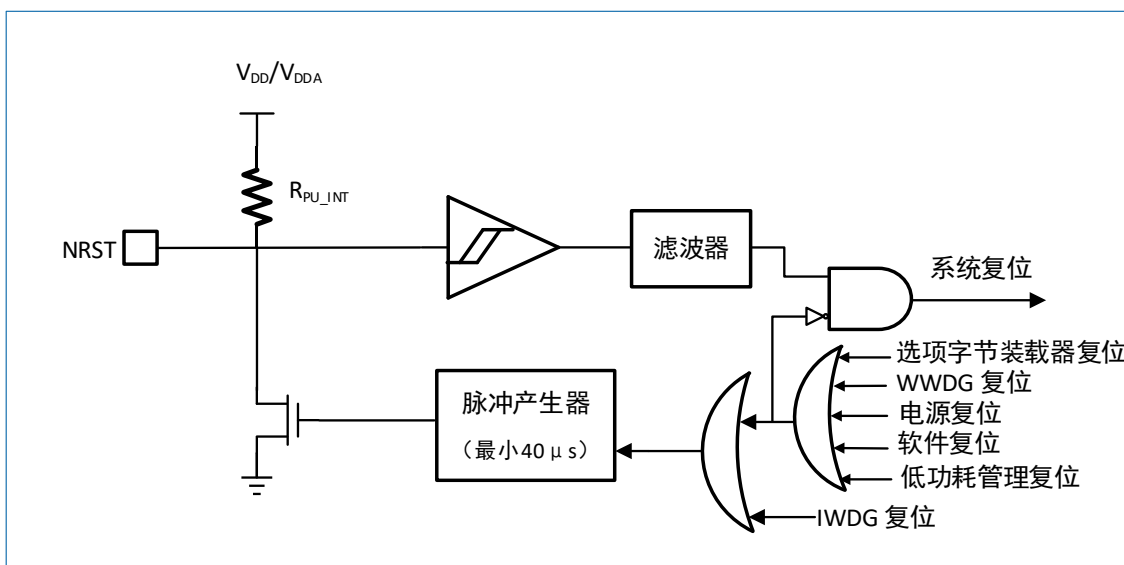 VDD/VDDA
RPU_INT
NRST
滤波器
系统复位
选项字节装载器复位
WWDG 复位
电源复位
软件复位
低功耗管理复位
脉冲产生器
（最小40μs）
IWDG 复位